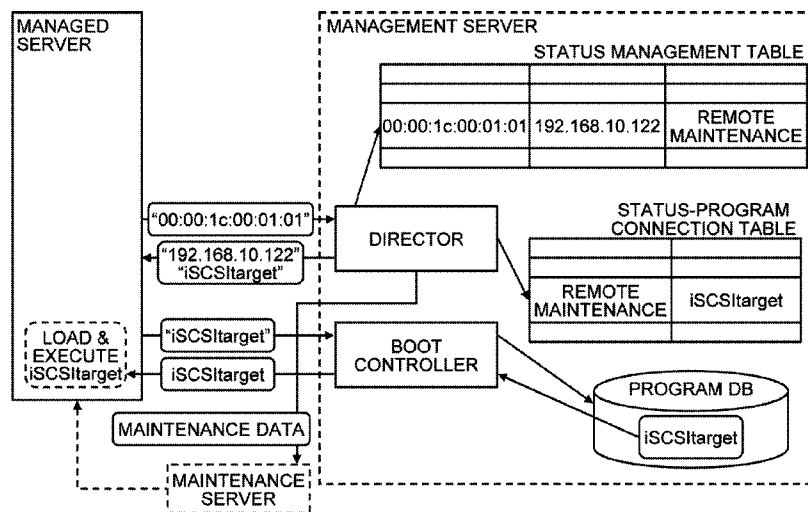 MANAGED
SERVER
MANAGEMENT SERVER
STATUS MANAGEMENT TABLE
00:00:1c:00:01:01
192.168.10.122
REMOTE
MAINTENANCE
"00:00:1c:00:01:01"
DIRECTOR
"192.168.10.122"
"iSCSItarget"
STATUS-PROGRAM
CONNECTION TABLE
REMOTE
MAINTENANCE
iSCSItarget
LOAD &
EXECUTE
iSCSItarget
"iSCSItarget"
iSCSItarget
BOOT
CONTROLLER
PROGRAM DB
iSCSItarget
MAINTENANCE DATA
MAINTENANCE
SERVER